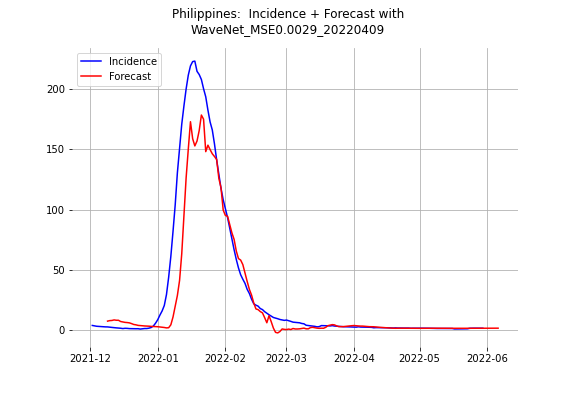 Philippines:  Incidence + Forecast with
WaveNet_MSE0.0029_20220409
Incidence
Forecast
200
150
100
50
0
2021-12 2022-01 2022-02 2022-03 2022-04 2022-05 2022-06